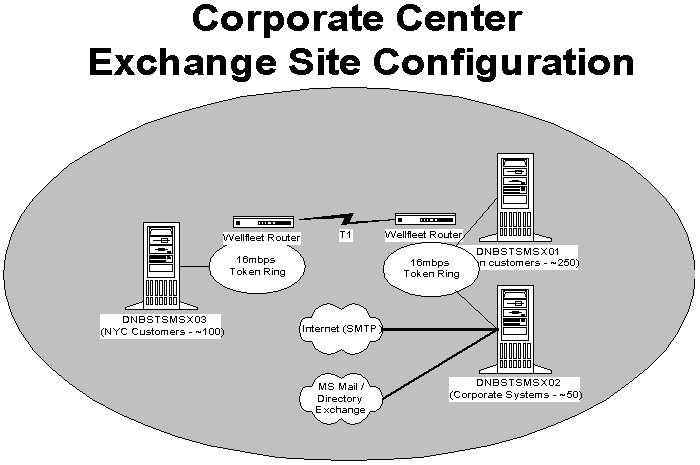 Corporate Center
Exchange Site Configuration
Wellfleet Router
T1
Wellfleet Router
DNBSTSMSX01
customers - ~250)
16mbps
Token Ring
16mbps
Token Ring
DNBSTSMSX03
(NYC Customers - ~100)
Internet (SMTP)
MS Mail /
Directory
Exchange
DNBSTSMSX02
(Corporate Systems - ~50)